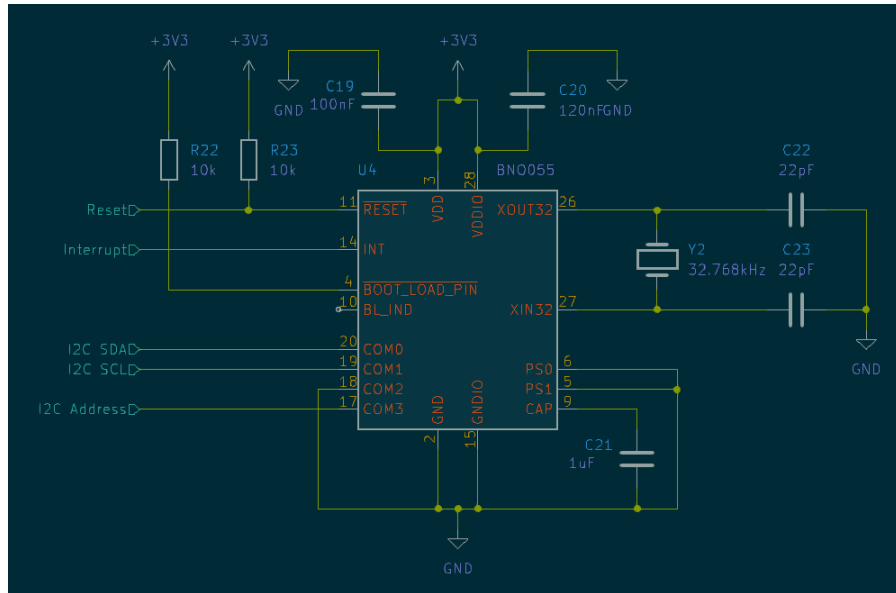 +3V3
+3V3
+3V3
C19
100nF
GND
C20
120nF
GND
R22
10k
R23
10k
U4
BNO055
C22
22pF
3
VDD
28
VDDIO
Reset
11
RESET
26
XOUT32
Interrupt
14
INT
Y2
32.768kHz
C23
22pF
4
BOOT_LOAD_PIN
10
BL_IND
27
XIN32
I2C SDA
20
COM0
I2C SCL
19
COM1
18
COM2
I2C Address
17
COM3
6
PS0
5
PS1
9
CAP
GND
GND
2
GNDIO
15
C21
1uF
GND